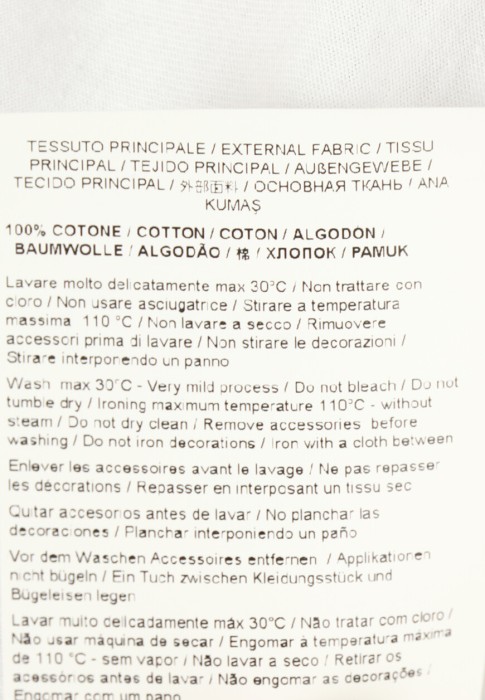 TESSUTO PRINCIPALE / EXTERNAL FABRIC / TISSU
PRINCIPAL / TEJIDO PRINCIPAL / AUßENGEWEBE /
TECIDO PRINCIPAL / 外部面料 / ОСНОВНАЯ ТКАНЬ / ANA
KUMAŞ
100% COTONE / COTTON / COTON / ALGODÓN /
BAUMWOLLE / ALGODÃO / 棉 / ХЛОПОК / PAMUK
Lavare molto delicatamente max 30°C / Non trattare con
cloro / Non usare asciugatrice / Stirare a temperatura
massima 110 °C / Non lavare a secco / Rimuovere
accessori prima di lavare / Non stirare le decorazioni /
Stirare interponendo un panno
Wash max 30°C - Very mild process / Do not bleach / Do not
tumble dry / Ironing maximum temperature 110°C - without
steam / Do not dry clean / Remove accessories before
washing / Do not iron decorations / Iron with a cloth between
Enlever les accessoires avant le lavage / Ne pas repasser
les décorations / Repasser en interposant un tissu sec
Quitar accesorios antes de lavar / No planchar las
decoraciones / Planchar interponiendo un paño
Vor dem Waschen Accessoires entfernen / Applikationen
nicht bügeln / Ein Tuch zwischen Kleidungsstück und
Bügeleisen legen
Lavar muito delicadamente máx 30°C / Não tratar com cloro /
Não usar máquina de secar / Engomar à temperatura máxima
de 110 °C - sem vapor / Não lavar a seco / Retirar os
acessórios antes de lavar / Não engomar as decorações /
Engomar com um pano